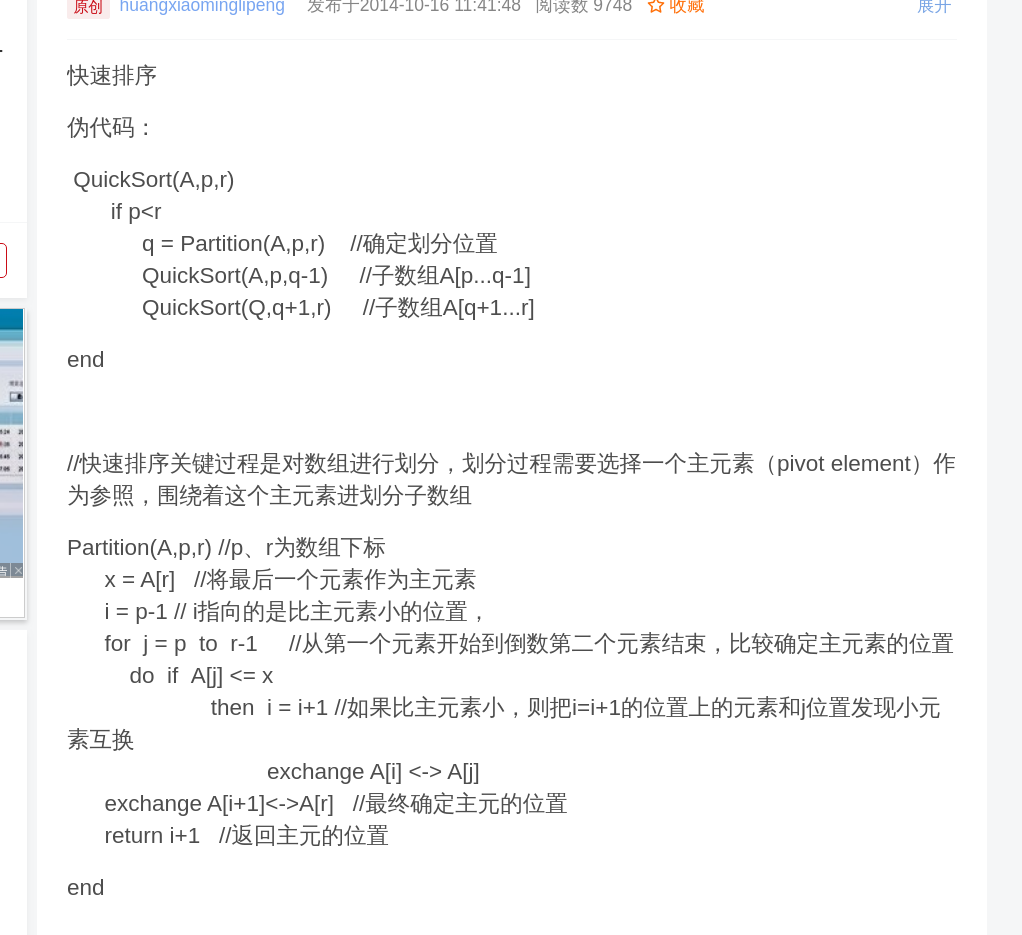 原创 huangxiaominglipeng 发布于2014-10-16 11:41:48 阅读数 9748 收藏 展开
快速排序
伪代码：
QuickSort(A,p,r)
if p<r
q = Partition(A,p,r) //确定划分位置
QuickSort(A,p,q-1) //子数组A[p...q-1]
QuickSort(Q,q+1,r) //子数组A[q+1...r]
end
//快速排序关键过程是对数组进行划分，划分过程需要选择一个主元素（pivot element）作
为参照，围绕着这个主元素进划分子数组
Partition(A,p,r) //p、r为数组下标
x = A[r] //将最后一个元素作为主元素
i = p-1 // i指向的是比主元素小的位置，
for j = p to r-1 //从第一个元素开始到倒数第二个元素结束，比较确定主元素的位置
do if A[j] <= x
then i = i+1 //如果比主元素小，则把i=i+1的位置上的元素和j位置发现小元
素互换
exchange A[i] <-> A[j]
exchange A[i+1]<->A[r] //最终确定主元的位置
return i+1 //返回主元的位置
end